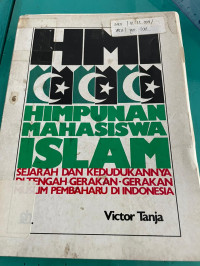 HMI
HIMPUNAN
MAHASISWA
ISLAM
SEJARAH DAN KEDUDUKANNYA
DI TENGAH GERAKAN-GERAKAN
MUSLIM PEMBAHARU DI INDONESIA
Victor Tanja